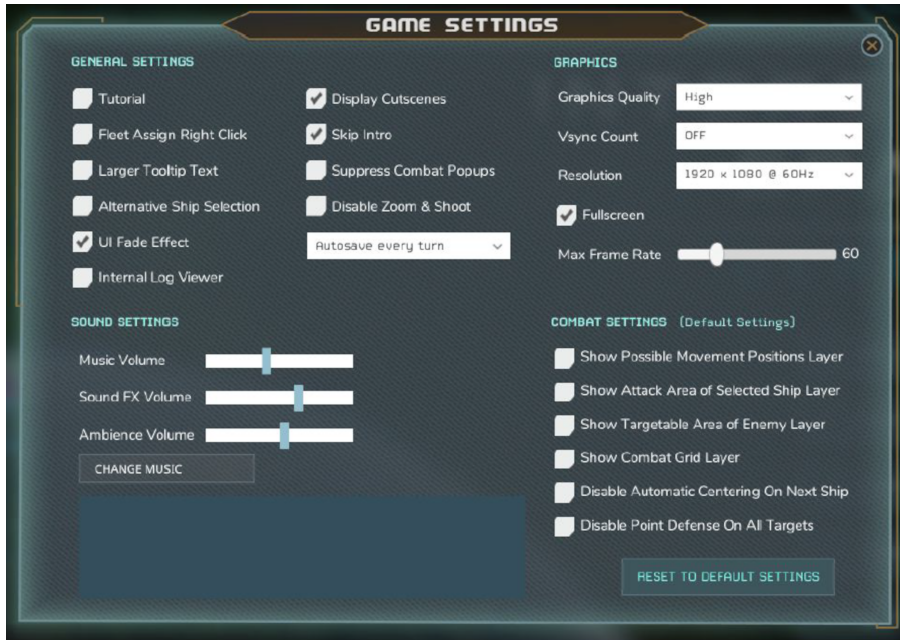 GAME SETTINGS
GENERAL SETTINGS
Tutorial
Display Cutscenes
Fleet Assign Right Click
Skip Intro
Larger Tooltip Text
Suppress Combat Popups
Alternative Ship Selection
Disable Zoom & Shoot
UI Fade Effect
Autosave every turn
Internal Log Viewer
GRAPHICS
Graphics Quality High
Vsync Count OFF
Resolution 1920 x 1080 @ 60Hz
Fullscreen
Max Frame Rate 60
SOUND SETTINGS
Music Volume
Sound FX Volume
Ambience Volume
CHANGE MUSIC
COMBAT SETTINGS (Default Settings)
Show Possible Movement Positions Layer
Show Attack Area of Selected Ship Layer
Show Targetable Area of Enemy Layer
Show Combat Grid Layer
Disable Automatic Centering On Next Ship
Disable Point Defense On All Targets
RESET TO DEFAULT SETTINGS